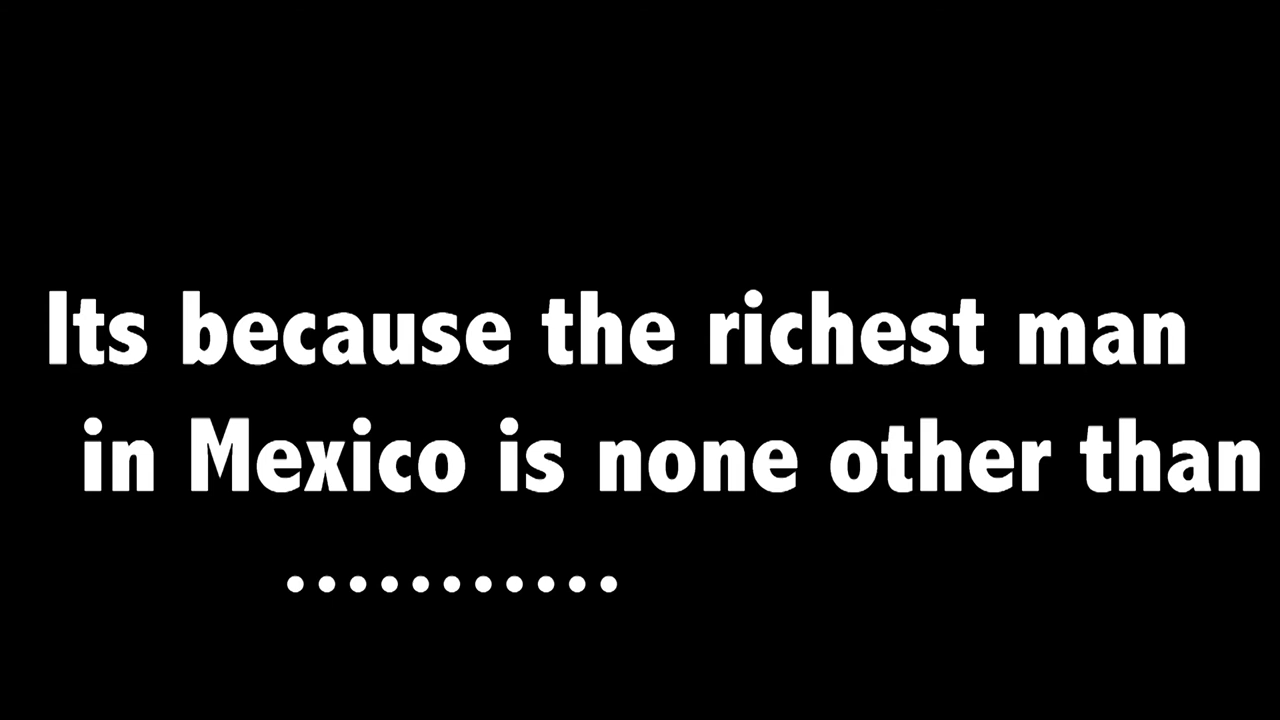 Its because the richest man
in Mexico is none other than
...........